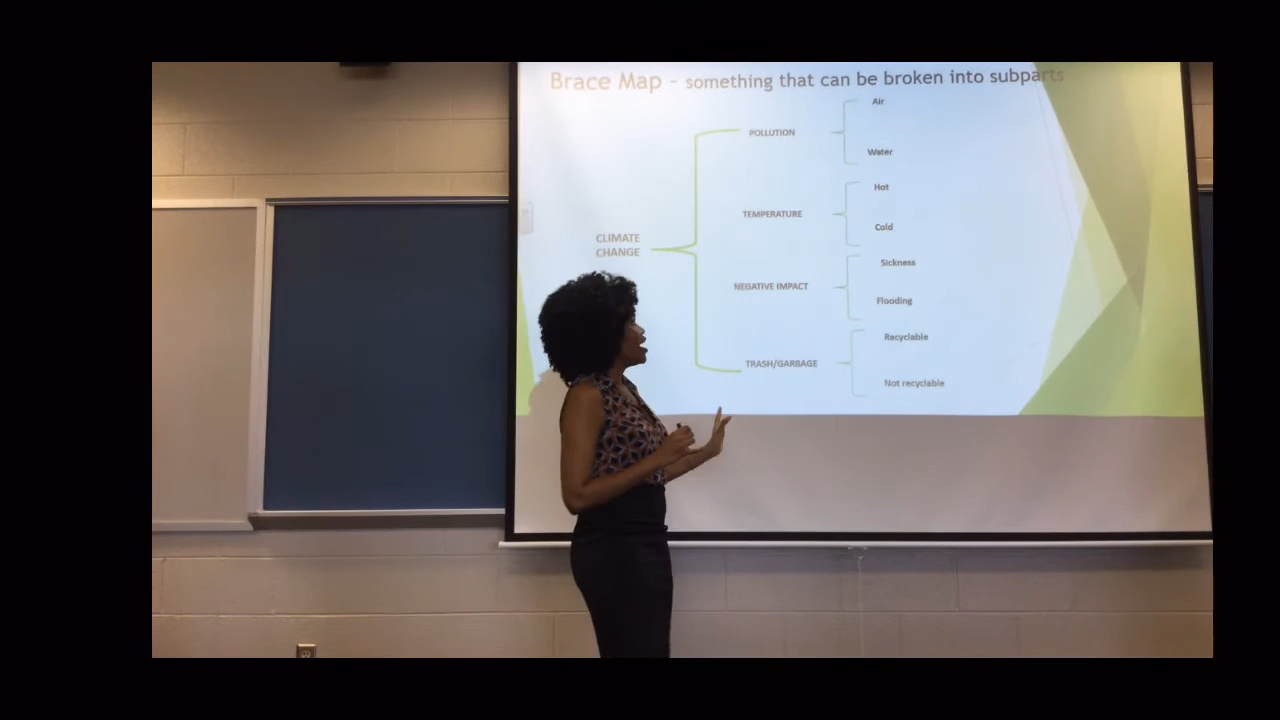 Brace Map – something that can be broken into subparts
Air
POLLUTION
Water
Hot
TEMPERATURE
Cold
CLIMATE
CHANGE
Sickness
NEGATIVE IMPACT
Flooding
Recyclable
TRASH/GARBAGE
Not recyclable